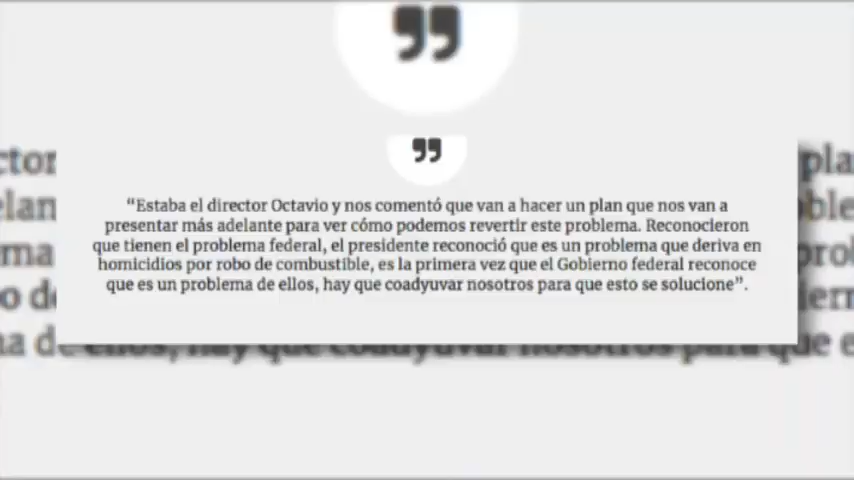 “Estaba el director Octavio y nos comentó que van a hacer un plan que nos van a
presentar más adelante para ver cómo podemos revertir este problema. Reconocieron
que tienen el problema federal, el presidente reconoció que es un problema que deriva en
homicidios por robo de combustible, es la primera vez que el Gobierno federal reconoce
que es un problema de ellos, hay que coadyuvar nosotros para que esto se solucione”.